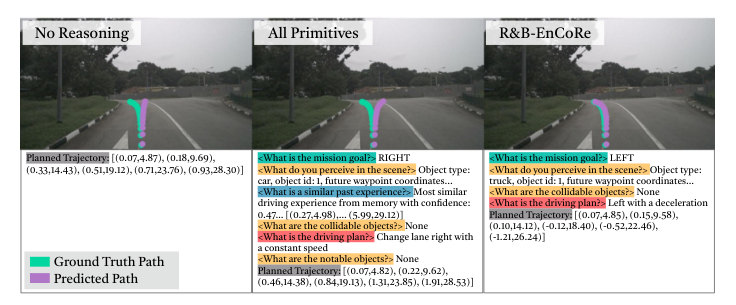 No Reasoning
Planned Trajectory: [(0.07,4.87), (0.18,9.69),
(0.33,14.43), (0.51,19.12), (0.71,23.76), (0.93,28.30)]
Ground Truth Path
Predicted Path
All Primitives
<What is the mission goal?> RIGHT
<What do you perceive in the scene?> Object type:
car, object id: 1, future waypoint coordinates...
<What is a similar past experience?> Most similar
driving experience from memory with confidence:
0.47... [(0.27,4.98),... (5.99,29.12)]
<What are the collidable objects?> None
<What is the driving plan?> Change lane right with
a constant speed
<What are the notable objects?> None
Planned Trajectory: [(0.07,4.82), (0.22,9.62),
(0.46,14.38), (0.84,19.13), (1.31,23.85), (1.91,28.53)]
R&B-EnCoRe
<What is the mission goal?> LEFT
<What do you perceive in the scene?> Object type:
truck, object id: 1, future waypoint coordinates...
<What are the collidable objects?> None
<What is the driving plan?> Left with a deceleration
Planned Trajectory: [(0.07,4.85), (0.15,9.58),
(0.10,14.12), (-0.12,18.40), (-0.52,22.46),
(-1.21,26.24)]